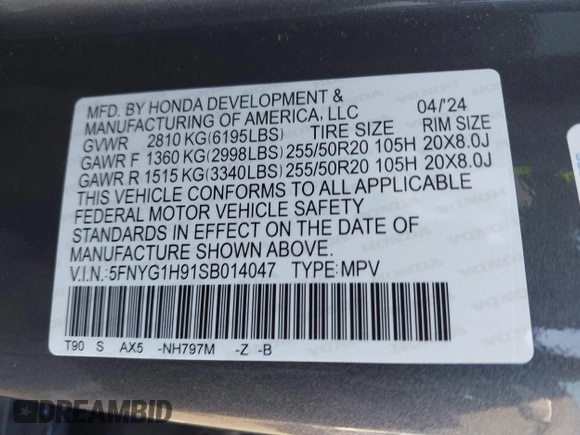 MFD. BY HONDA DEVELOPMENT &
MANUFACTURING OF AMERICA, LLC 04/'24
GVWR 2810 KG(6195LBS) TIRE SIZE RIM SIZE
GAWR F 1360 KG(2998LBS) 255/50R20 105H 20X8.0J
GAWR R 1515 KG(3340LBS) 255/50R20 105H 20X8.0J
THIS VEHICLE CONFORMS TO ALL APPLICABLE
FEDERAL MOTOR VEHICLE SAFETY
STANDARDS IN EFFECT ON THE DATE OF
MANUFACTURE SHOWN ABOVE.
V.I.N.:5FNYG1H91SB014047 TYPE:MPV
T90 S AX5 -NH797M -Z -B
DREAMBID